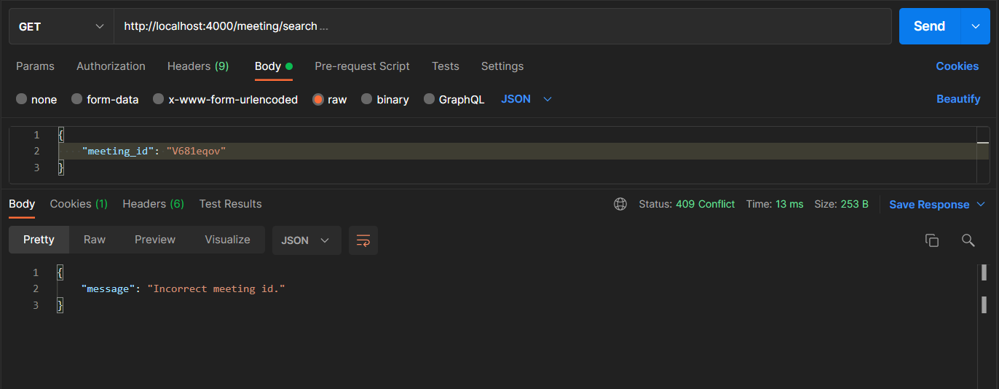 GET http://localhost:4000/meeting/search ... Send
Params Authorization Headers (9) Body Pre-request Script Tests Settings Cookies
none form-data x-www-form-urlencoded raw binary GraphQL JSON Beautify
1 {
2 "meeting_id": "V681eqov"
3 }
Body Cookies (1) Headers (6) Test Results Status: 409 Conflict Time: 13 ms Size: 253 B Save Response
Pretty Raw Preview Visualize JSON
1 {
2 "message": "Incorrect meeting id."
3 }